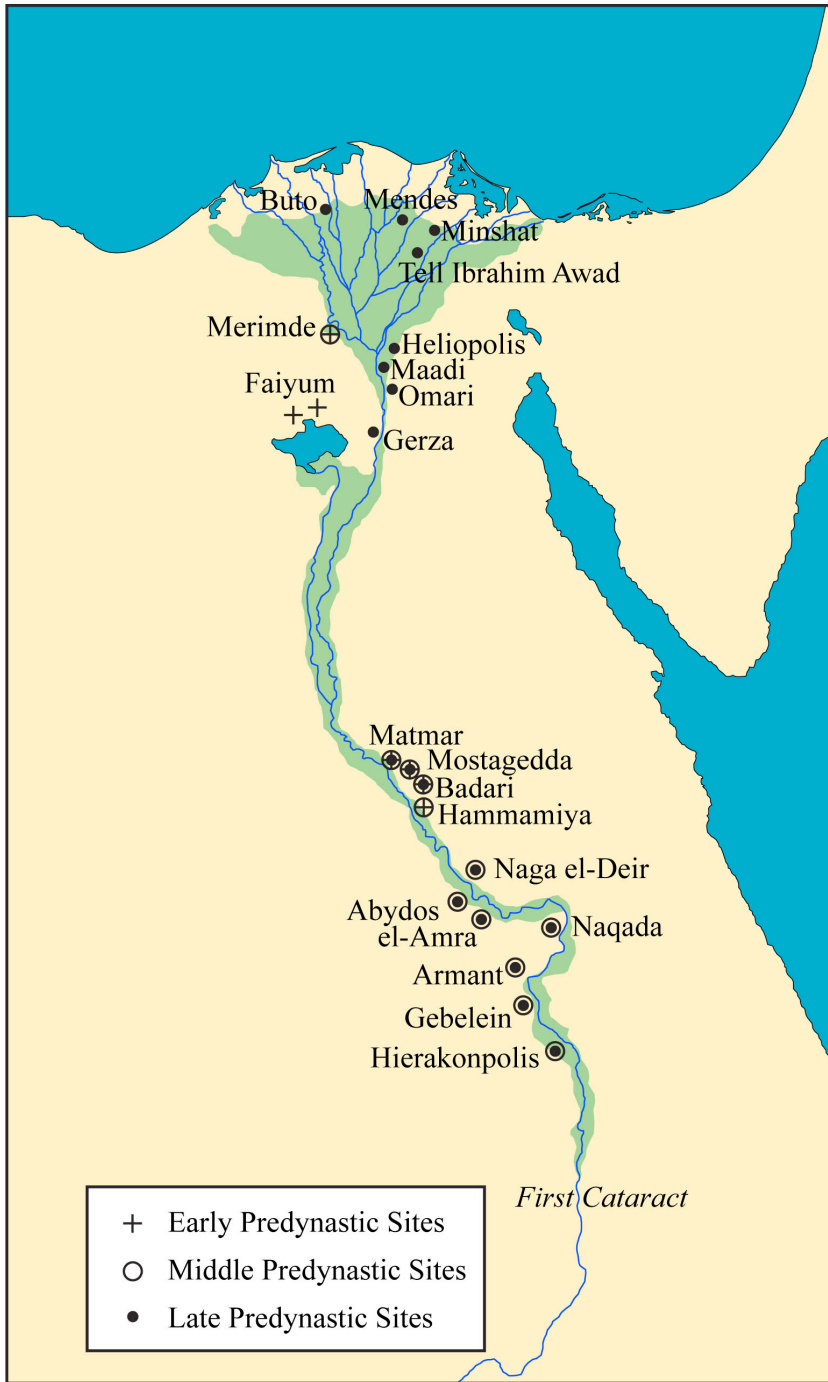 Buto
Mendes
Minshat
Tell Ibrahim Awad
Merimde
Heliopolis
Maadi
Faiyum
Omari
Gerza
Matmar
Mostagedda
Badari
Hammamiya
Naga el-Deir
Abydos
el-Amra
Naqada
Armant
Gebelein
Hierakonpolis
First Cataract
Early Predynastic Sites
Middle Predynastic Sites
Late Predynastic Sites